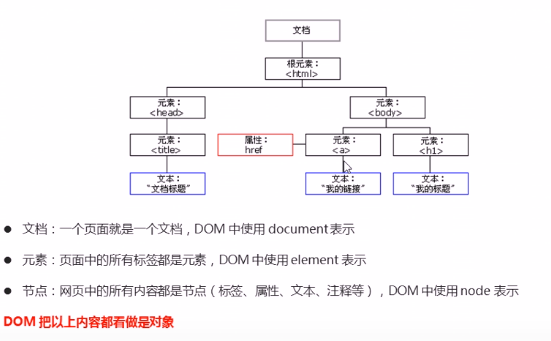 文档
根元素：
<html>
元素：
<head>
元素：
<body>
元素：
<title>
属性：
href
元素：
<a>
元素：
<h1>
文本：
"文档标题"
文本：
"我的链接"
文本：
"我的标题"
● 文档：一个页面就是一个文档，DOM 中使用 document 表示
● 元素：页面中的所有标签都是元素，DOM 中使用 element 表示
● 节点：网页中的所有内容都是节点（标签、属性、文本、注释等），DOM 中使用 node 表示
DOM 把以上内容都看做是对象